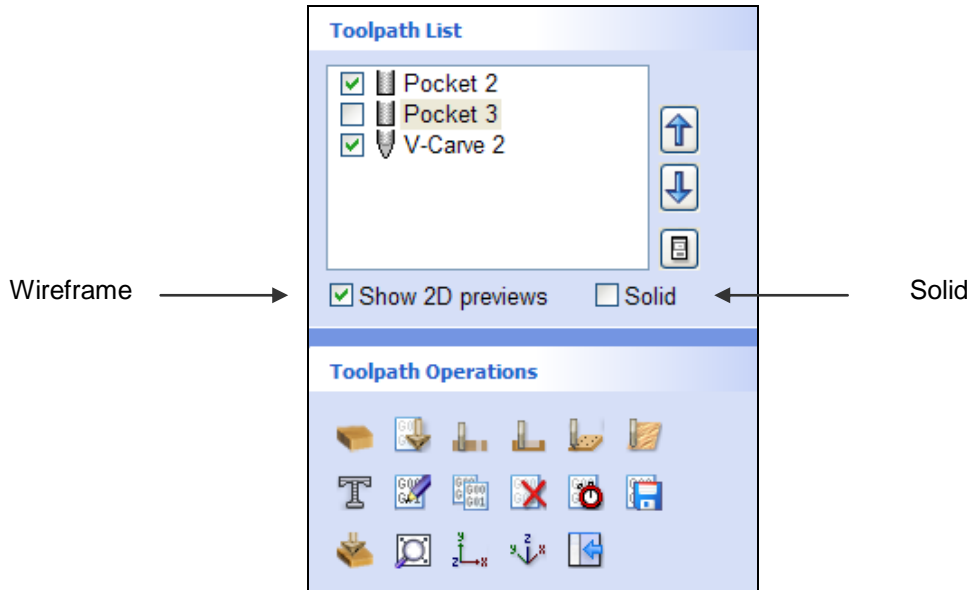 Toolpath List
Pocket 2
Pocket 3
V-Carve 2
Wireframe
Show 2D previews
Solid
Solid
Toolpath Operations